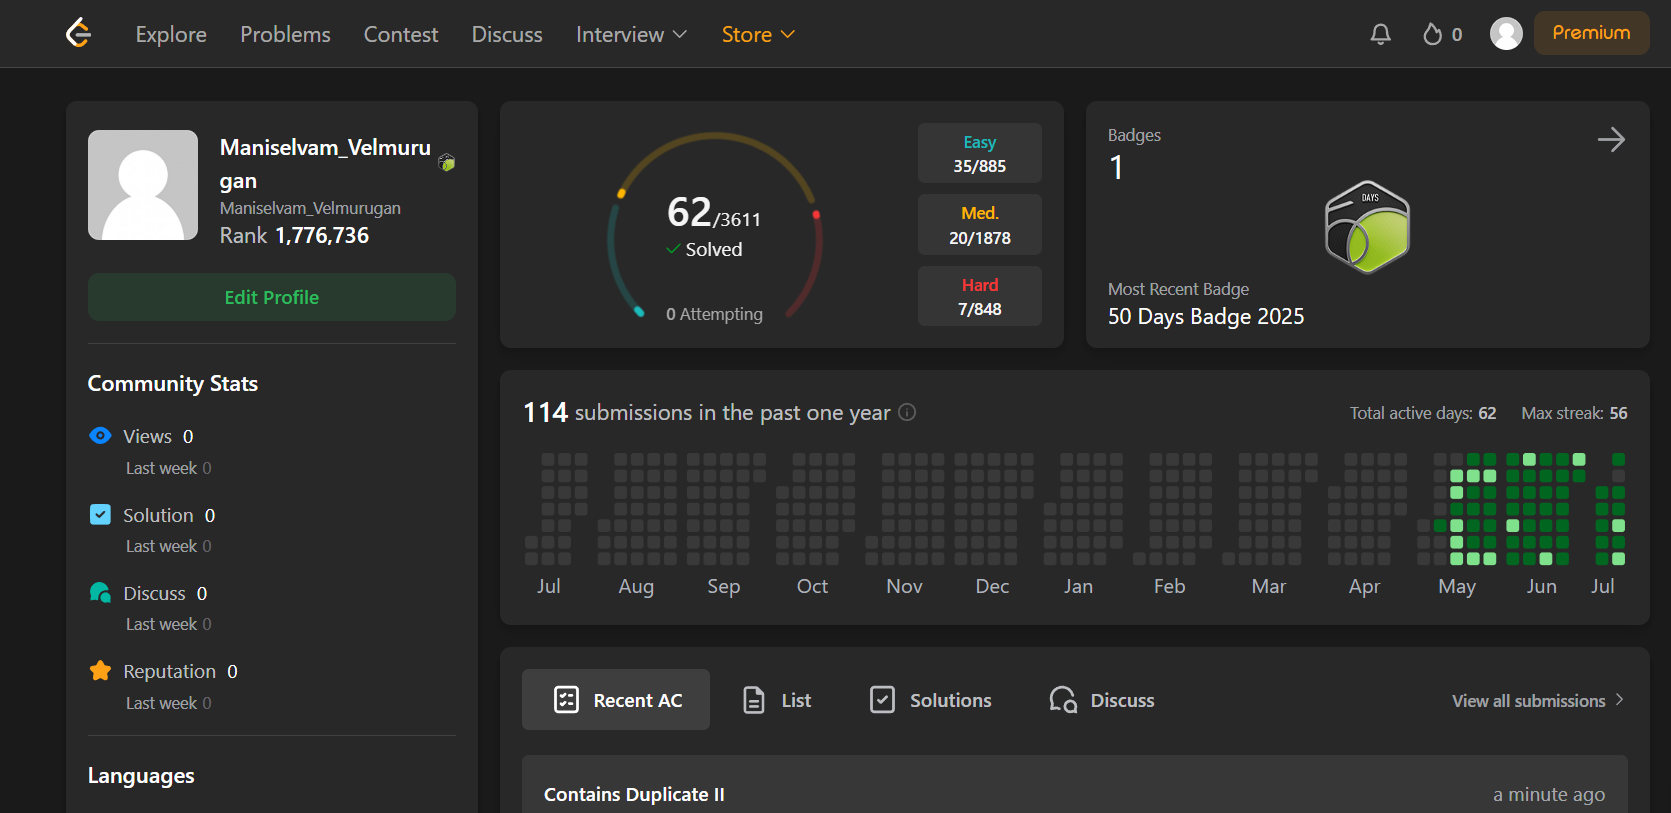 Explore Problems Contest Discuss Interview Store 0 Premium
Maniselvam_Velmuru
gan
Maniselvam_Velmurugan
Rank 1,776,736
Edit Profile
Community Stats
Views 0
Last week 0
Solution 0
Last week 0
Discuss 0
Last week 0
Reputation 0
Last week 0
Languages
62/3611
Solved
0 Attempting
Easy
35/885
Med.
20/1878
Hard
7/848
Badges
1
DAYS
Most Recent Badge
50 Days Badge 2025
114 submissions in the past one year
Total active days: 62 Max streak: 56
Jul Aug Sep Oct Nov Dec Jan Feb Mar Apr May Jun Jul
Recent AC List Solutions Discuss View all submissions
Contains Duplicate II a minute ago